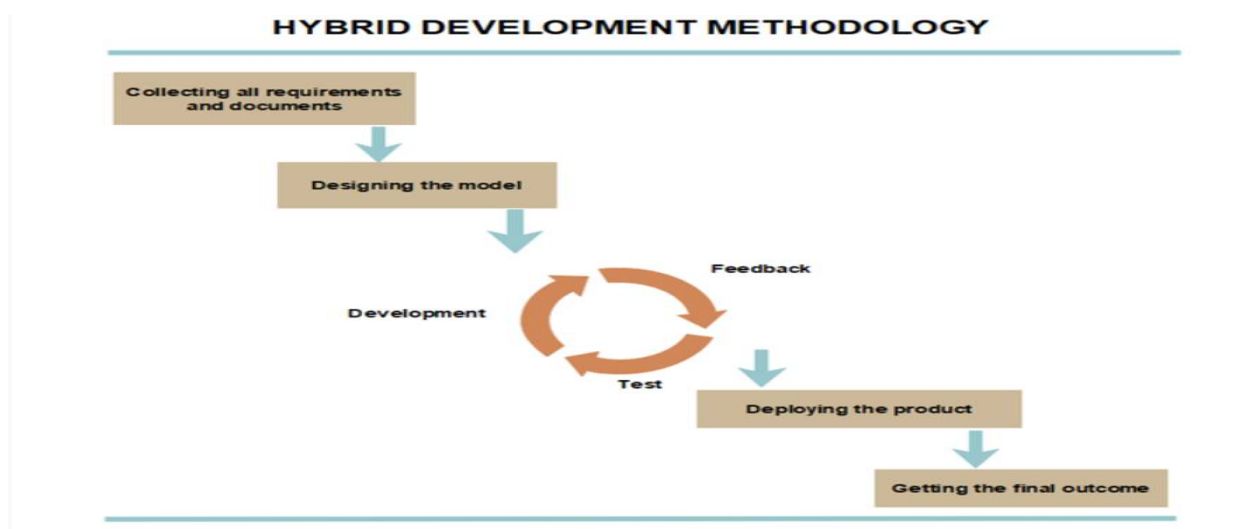 HYBRID DEVELOPMENT METHODOLOGY
Collecting all requirements
and documents
Designing the model
Feedback
Development
Test
Deploying the product
Getting the final outcome